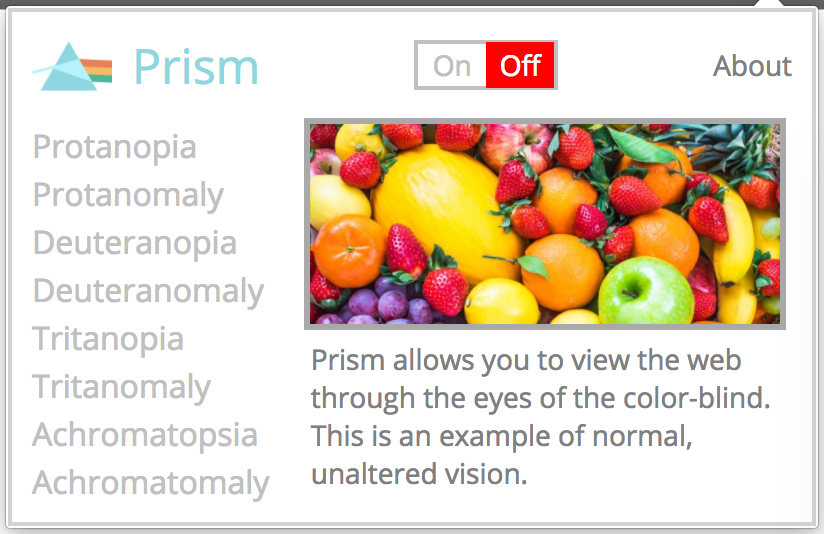 Prism
On Off
About
Protanopia
Protanomaly
Deuteranopia
Deuteranomaly
Tritanopia
Tritanomaly
Achromatopsia
Achromatomaly
Prism allows you to view the web
through the eyes of the color-blind.
This is an example of normal,
unaltered vision.